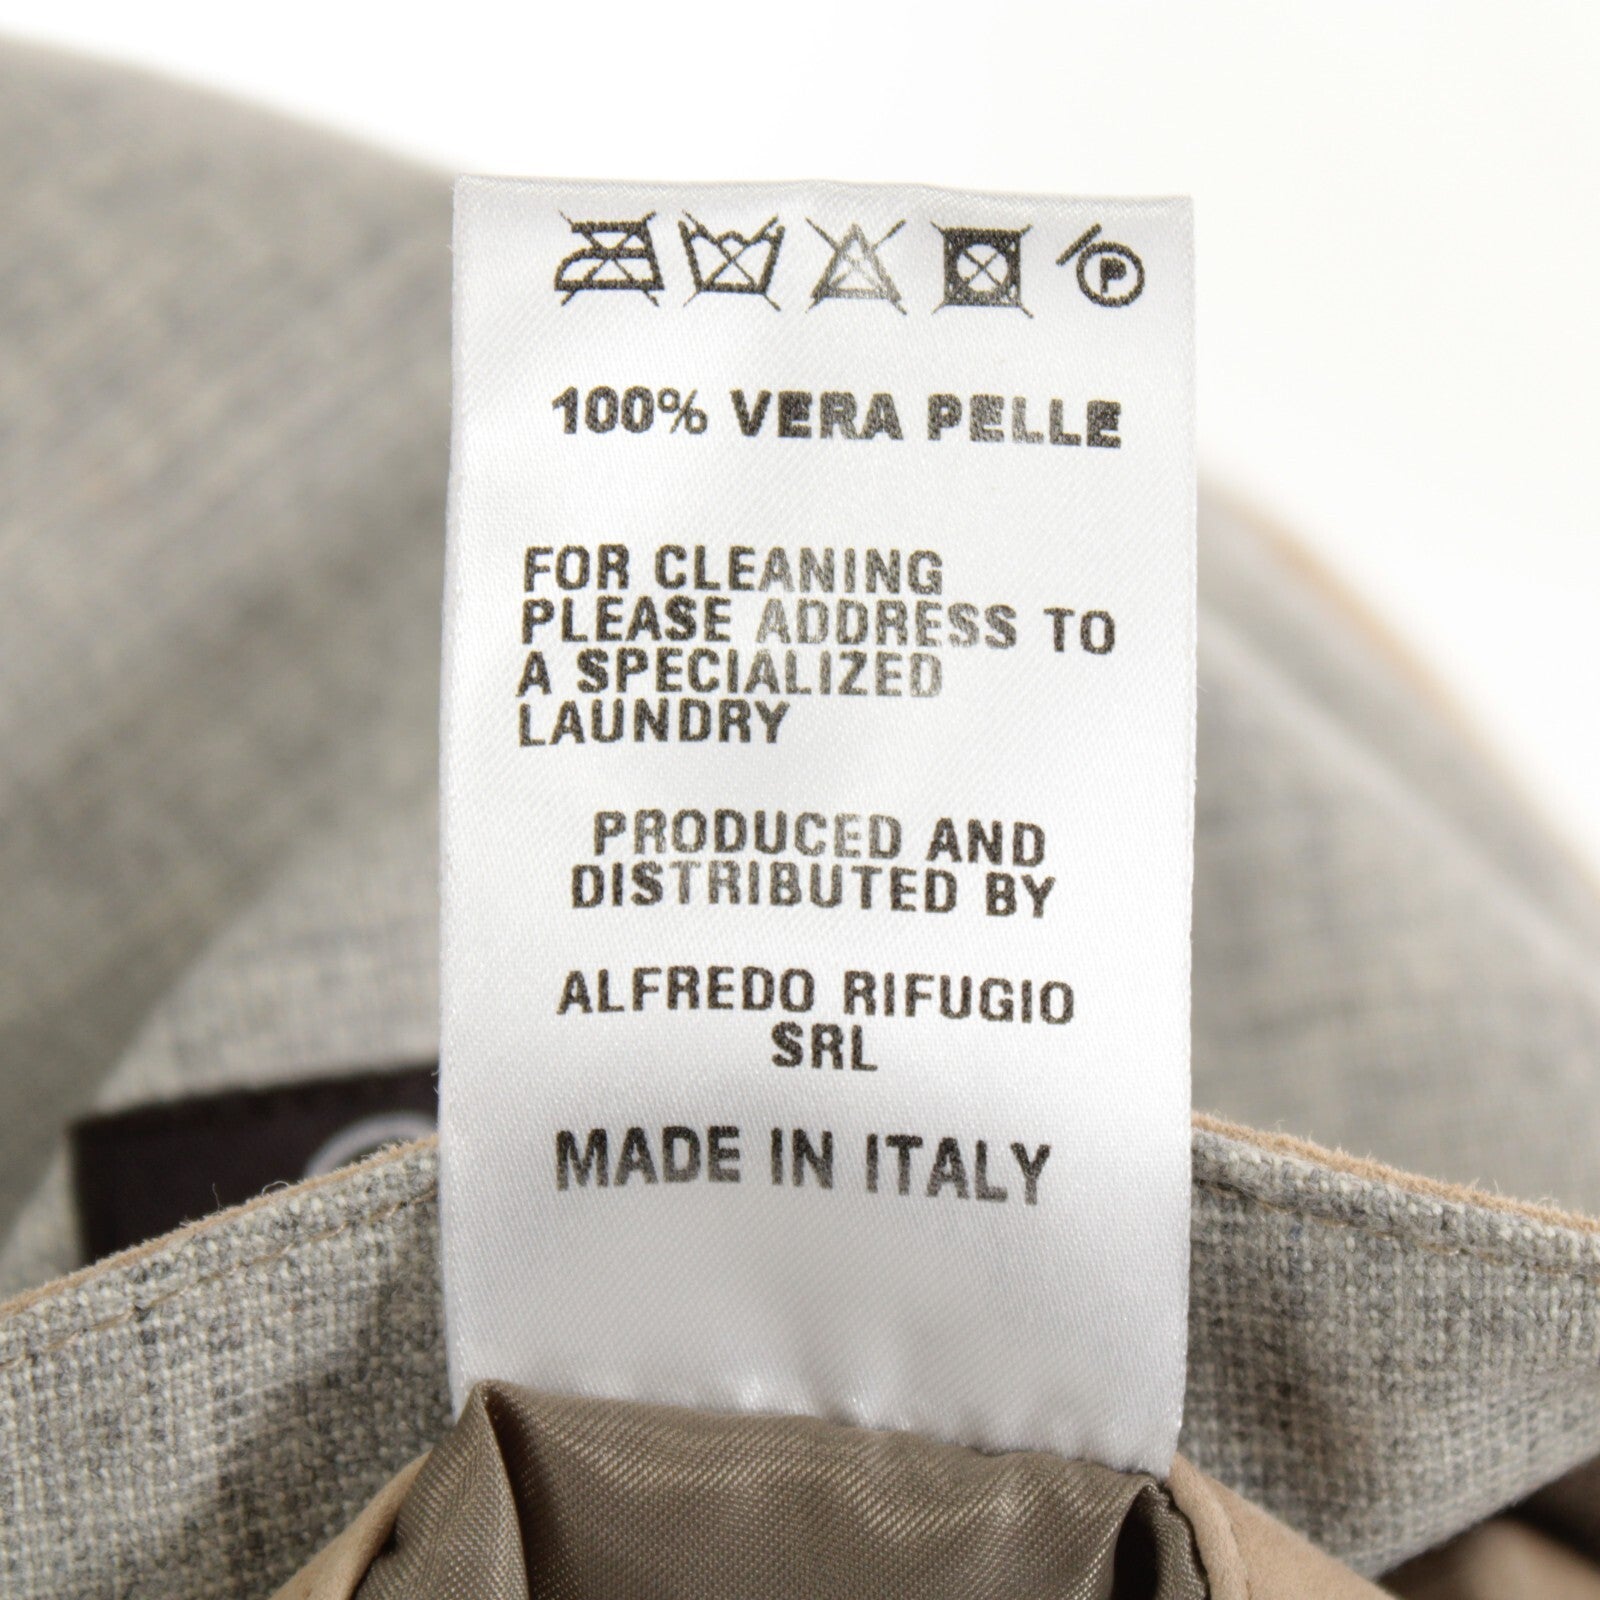 P
100% VERA PELLE
FOR CLEANING
PLEASE ADDRESS TO
A SPECIALIZED
LAUNDRY
PRODUCED AND
DISTRIBUTED BY
ALFREDO RIFUGIO
SRL
MADE IN ITALY